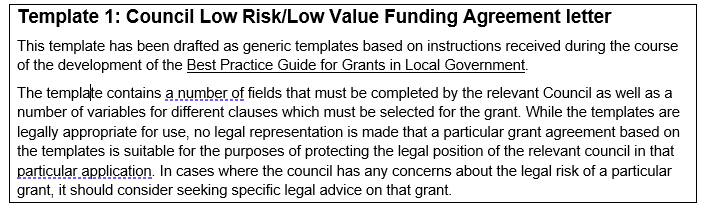 Template 1: Council Low Risk/Low Value Funding Agreement letter
This template has been drafted as generic templates based on instructions received during the course
of the development of the Best Practice Guide for Grants in Local Government.
The template contains a number of fields that must be completed by the relevant Council as well as a
number of variables for different clauses which must be selected for the grant. While the templates are
legally appropriate for use, no legal representation is made that a particular grant agreement based on
the templates is suitable for the purposes of protecting the legal position of the relevant council in that
particular application. In cases where the council has any concerns about the legal risk of a particular
grant, it should consider seeking specific legal advice on that grant.